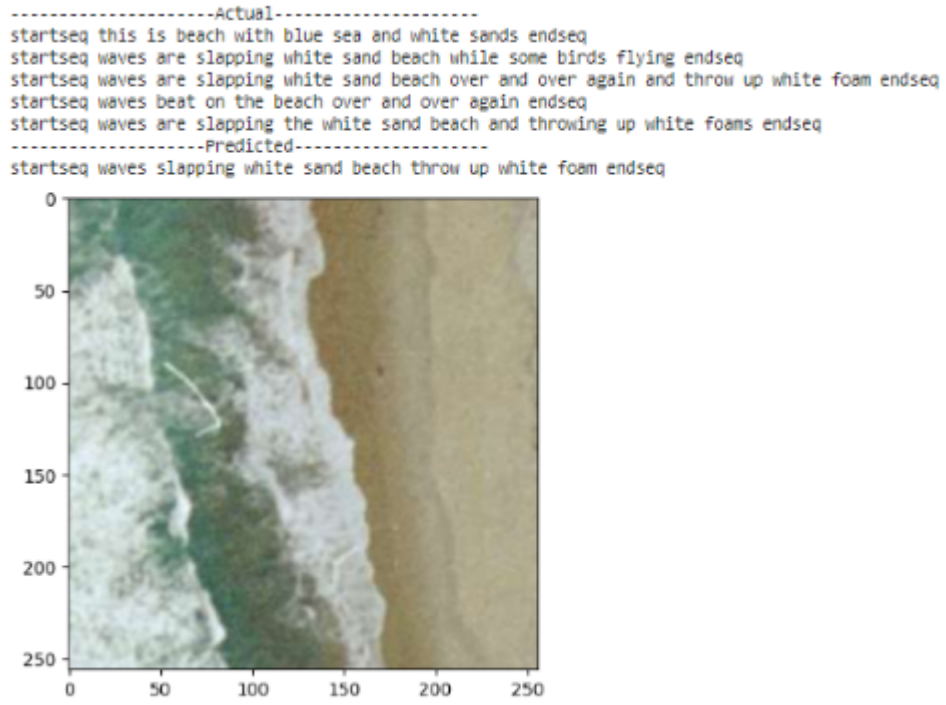 ---------------------Actual---------------------
startseq this is beach with blue sea and white sands endseq
startseq waves are slapping white sand beach while some birds flying endseq
startseq waves are slapping white sand beach over and over again and throw up white foam endseq
startseq waves beat on the beach over and over again endseq
startseq waves are slapping the white sand beach and throwing up white foams endseq
--------------------Predicted--------------------
startseq waves slapping white sand beach throw up white foam endseq
0
50
100
150
200
250
0 50 100 150 200 250